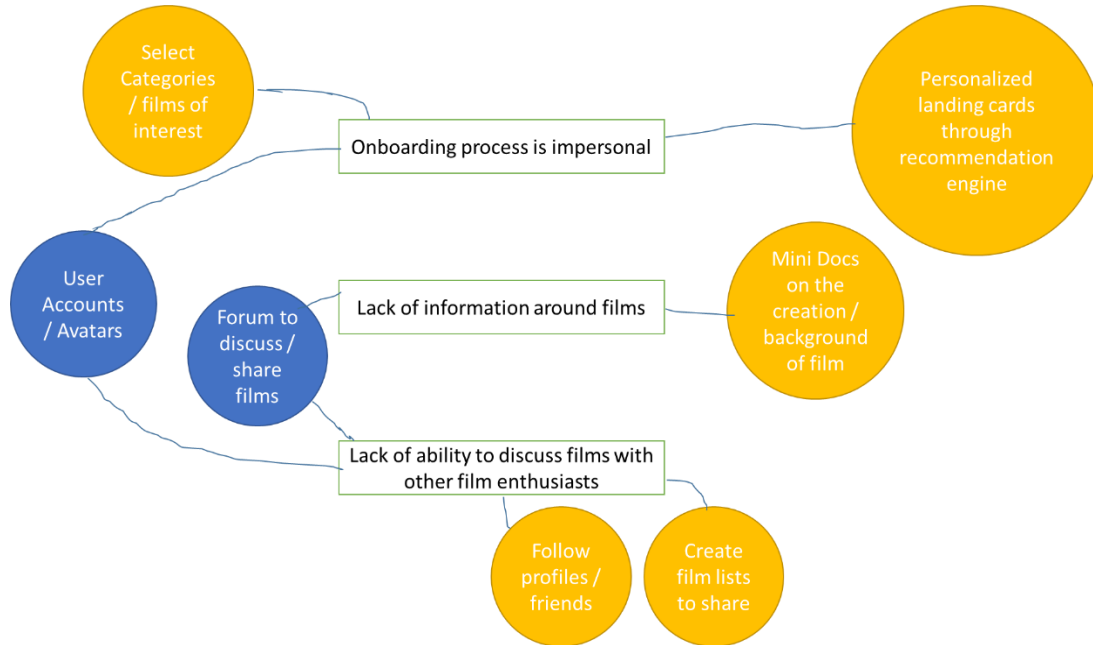 Select
Categories
/ films of
interest
Personalized
landing cards
through
recommendation
engine
Onboarding process is impersonal
User
Accounts
/ Avatars
Forum to
discuss /
share
films
Lack of information around films
Mini Docs
on the
creation /
background
of film
Lack of ability to discuss films with
other film enthusiasts
Follow
profiles /
friends
Create
film lists
to share